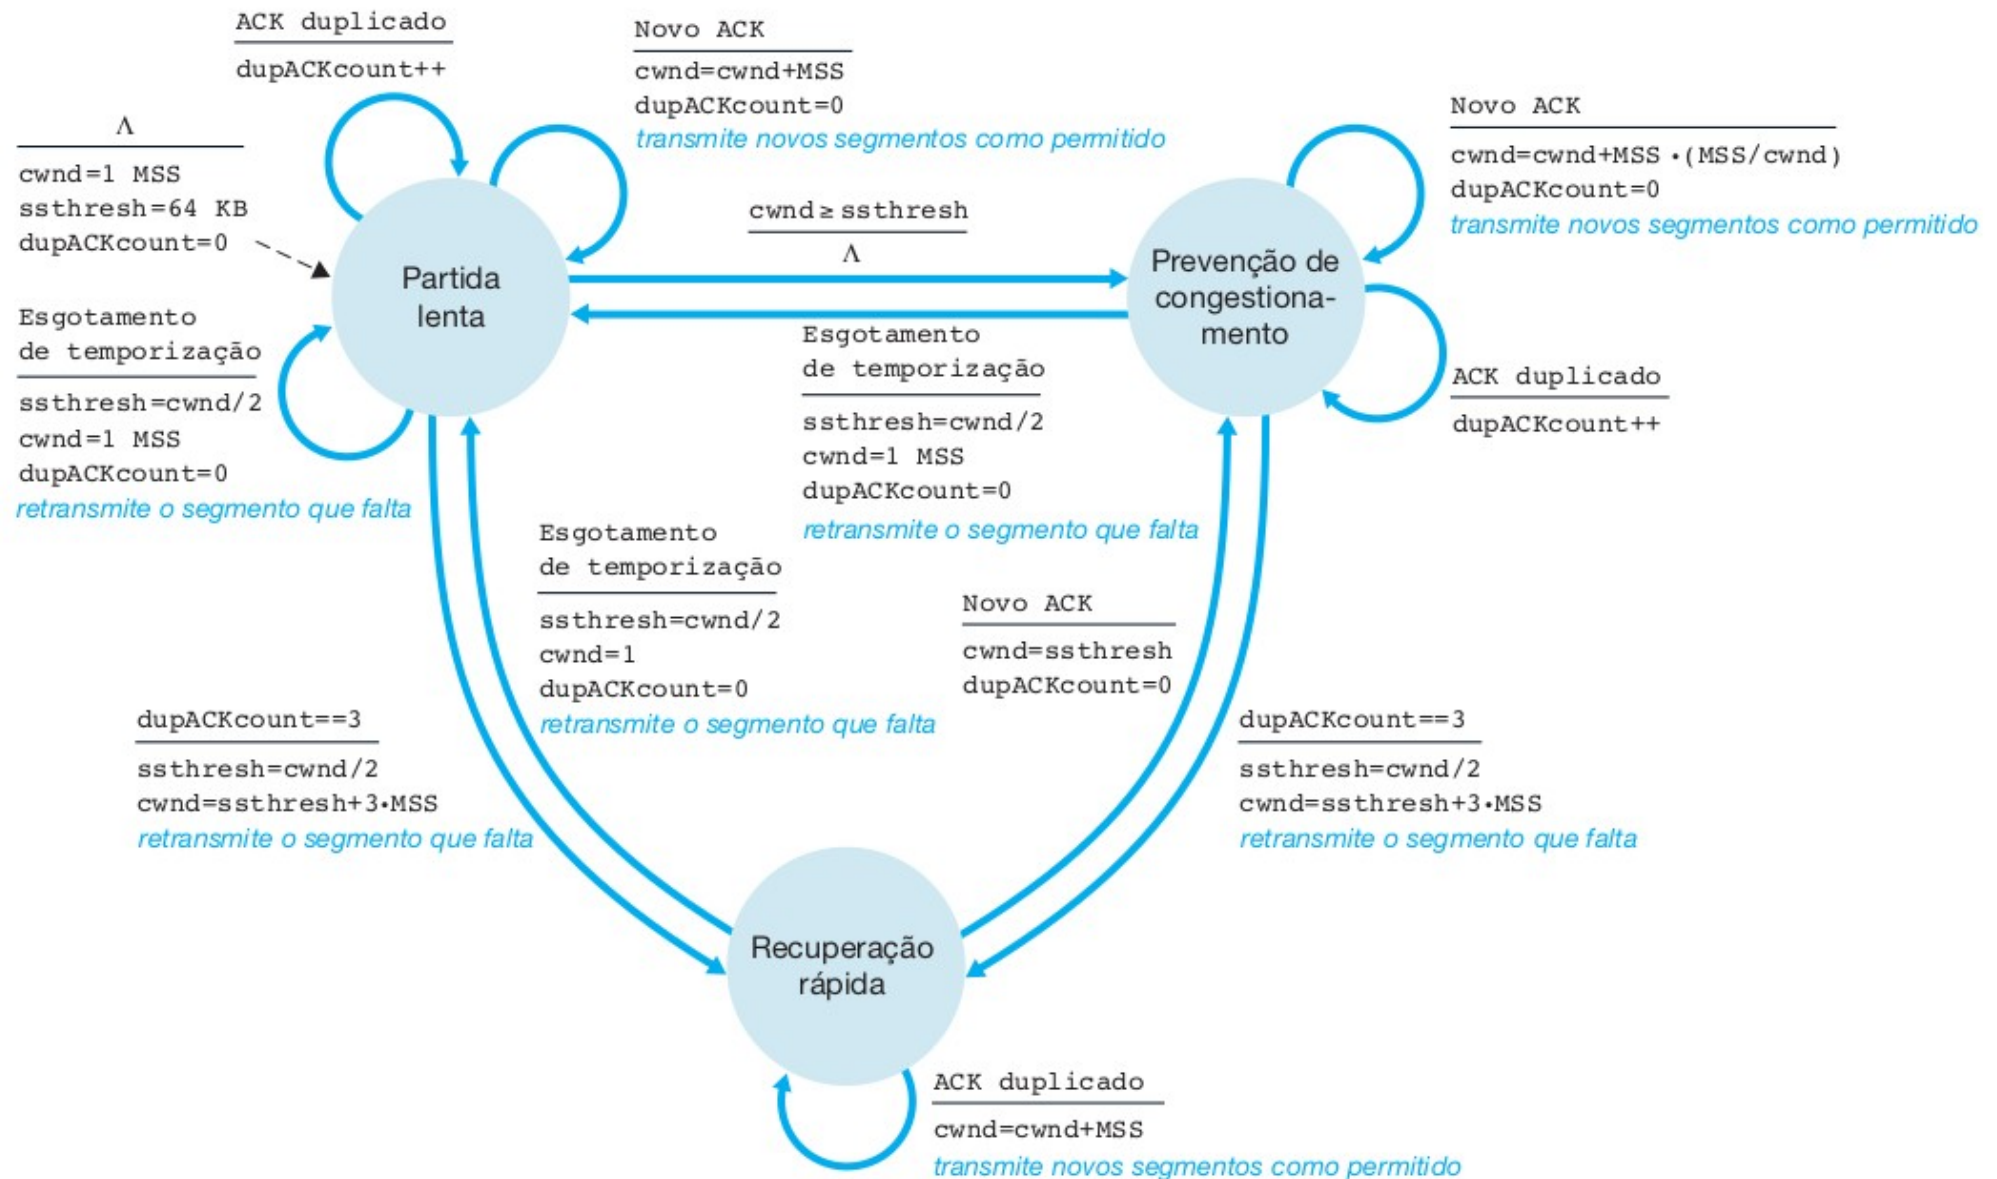 ACK duplicado
dupACKcount++
Novo ACK
cwnd=cwnd+MSS
dupACKcount=0
transmite novos segmentos como permitido
Λ
cwnd=1 MSS
ssthresh=64 KB
dupACKcount=0
Novo ACK
cwnd=cwnd+MSS •(MSS/cwnd)
dupACKcount=0
transmite novos segmentos como permitido
cwnd≥ssthresh
Λ
Partida
lenta
Prevenção de
congestiona-
mento
Esgotamento
de temporização
ssthresh=cwnd/2
cwnd=1 MSS
dupACKcount=0
retransmite o segmento que falta
Esgotamento
de temporização
ssthresh=cwnd/2
cwnd=1 MSS
dupACKcount=0
retransmite o segmento que falta
ACK duplicado
dupACKcount++
Esgotamento
de temporização
ssthresh=cwnd/2
cwnd=1
dupACKcount=0
retransmite o segmento que falta
Novo ACK
cwnd=ssthresh
dupACKcount=0
dupACKcount==3
ssthresh=cwnd/2
cwnd=ssthresh+3•MSS
retransmite o segmento que falta
dupACKcount==3
ssthresh=cwnd/2
cwnd=ssthresh+3•MSS
retransmite o segmento que falta
Recuperação
rápida
ACK duplicado
cwnd=cwnd+MSS
transmite novos segmentos como permitido